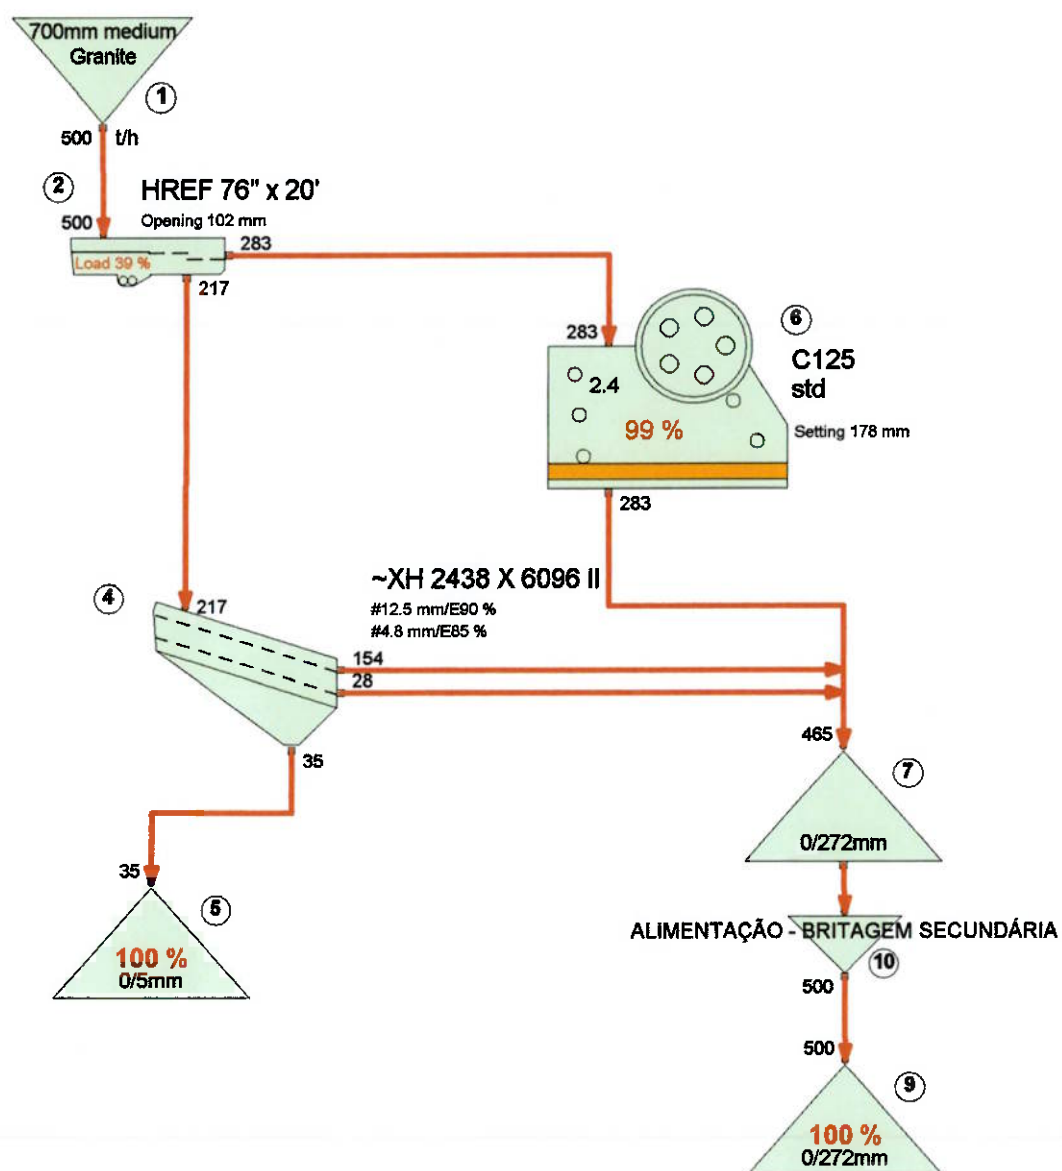 700mm medium
Granite
1
500 t/h
2
HREF 76" x 20'
500
Opening 102 mm
283
Load 39 %
217
6
283
C125
std
2.4
99 %
Setting 178 mm
283
~XH 2438 X 6096 II
4
217
#12.5 mm/E90 %
#4.8 mm/E85 %
154
28
465
35
7
0/272mm
35
5
ALIMENTAÇÃO - BRITAGEM SECUNDÁRIA
100 %
0/5mm
10
500
500
9
100 %
0/272mm